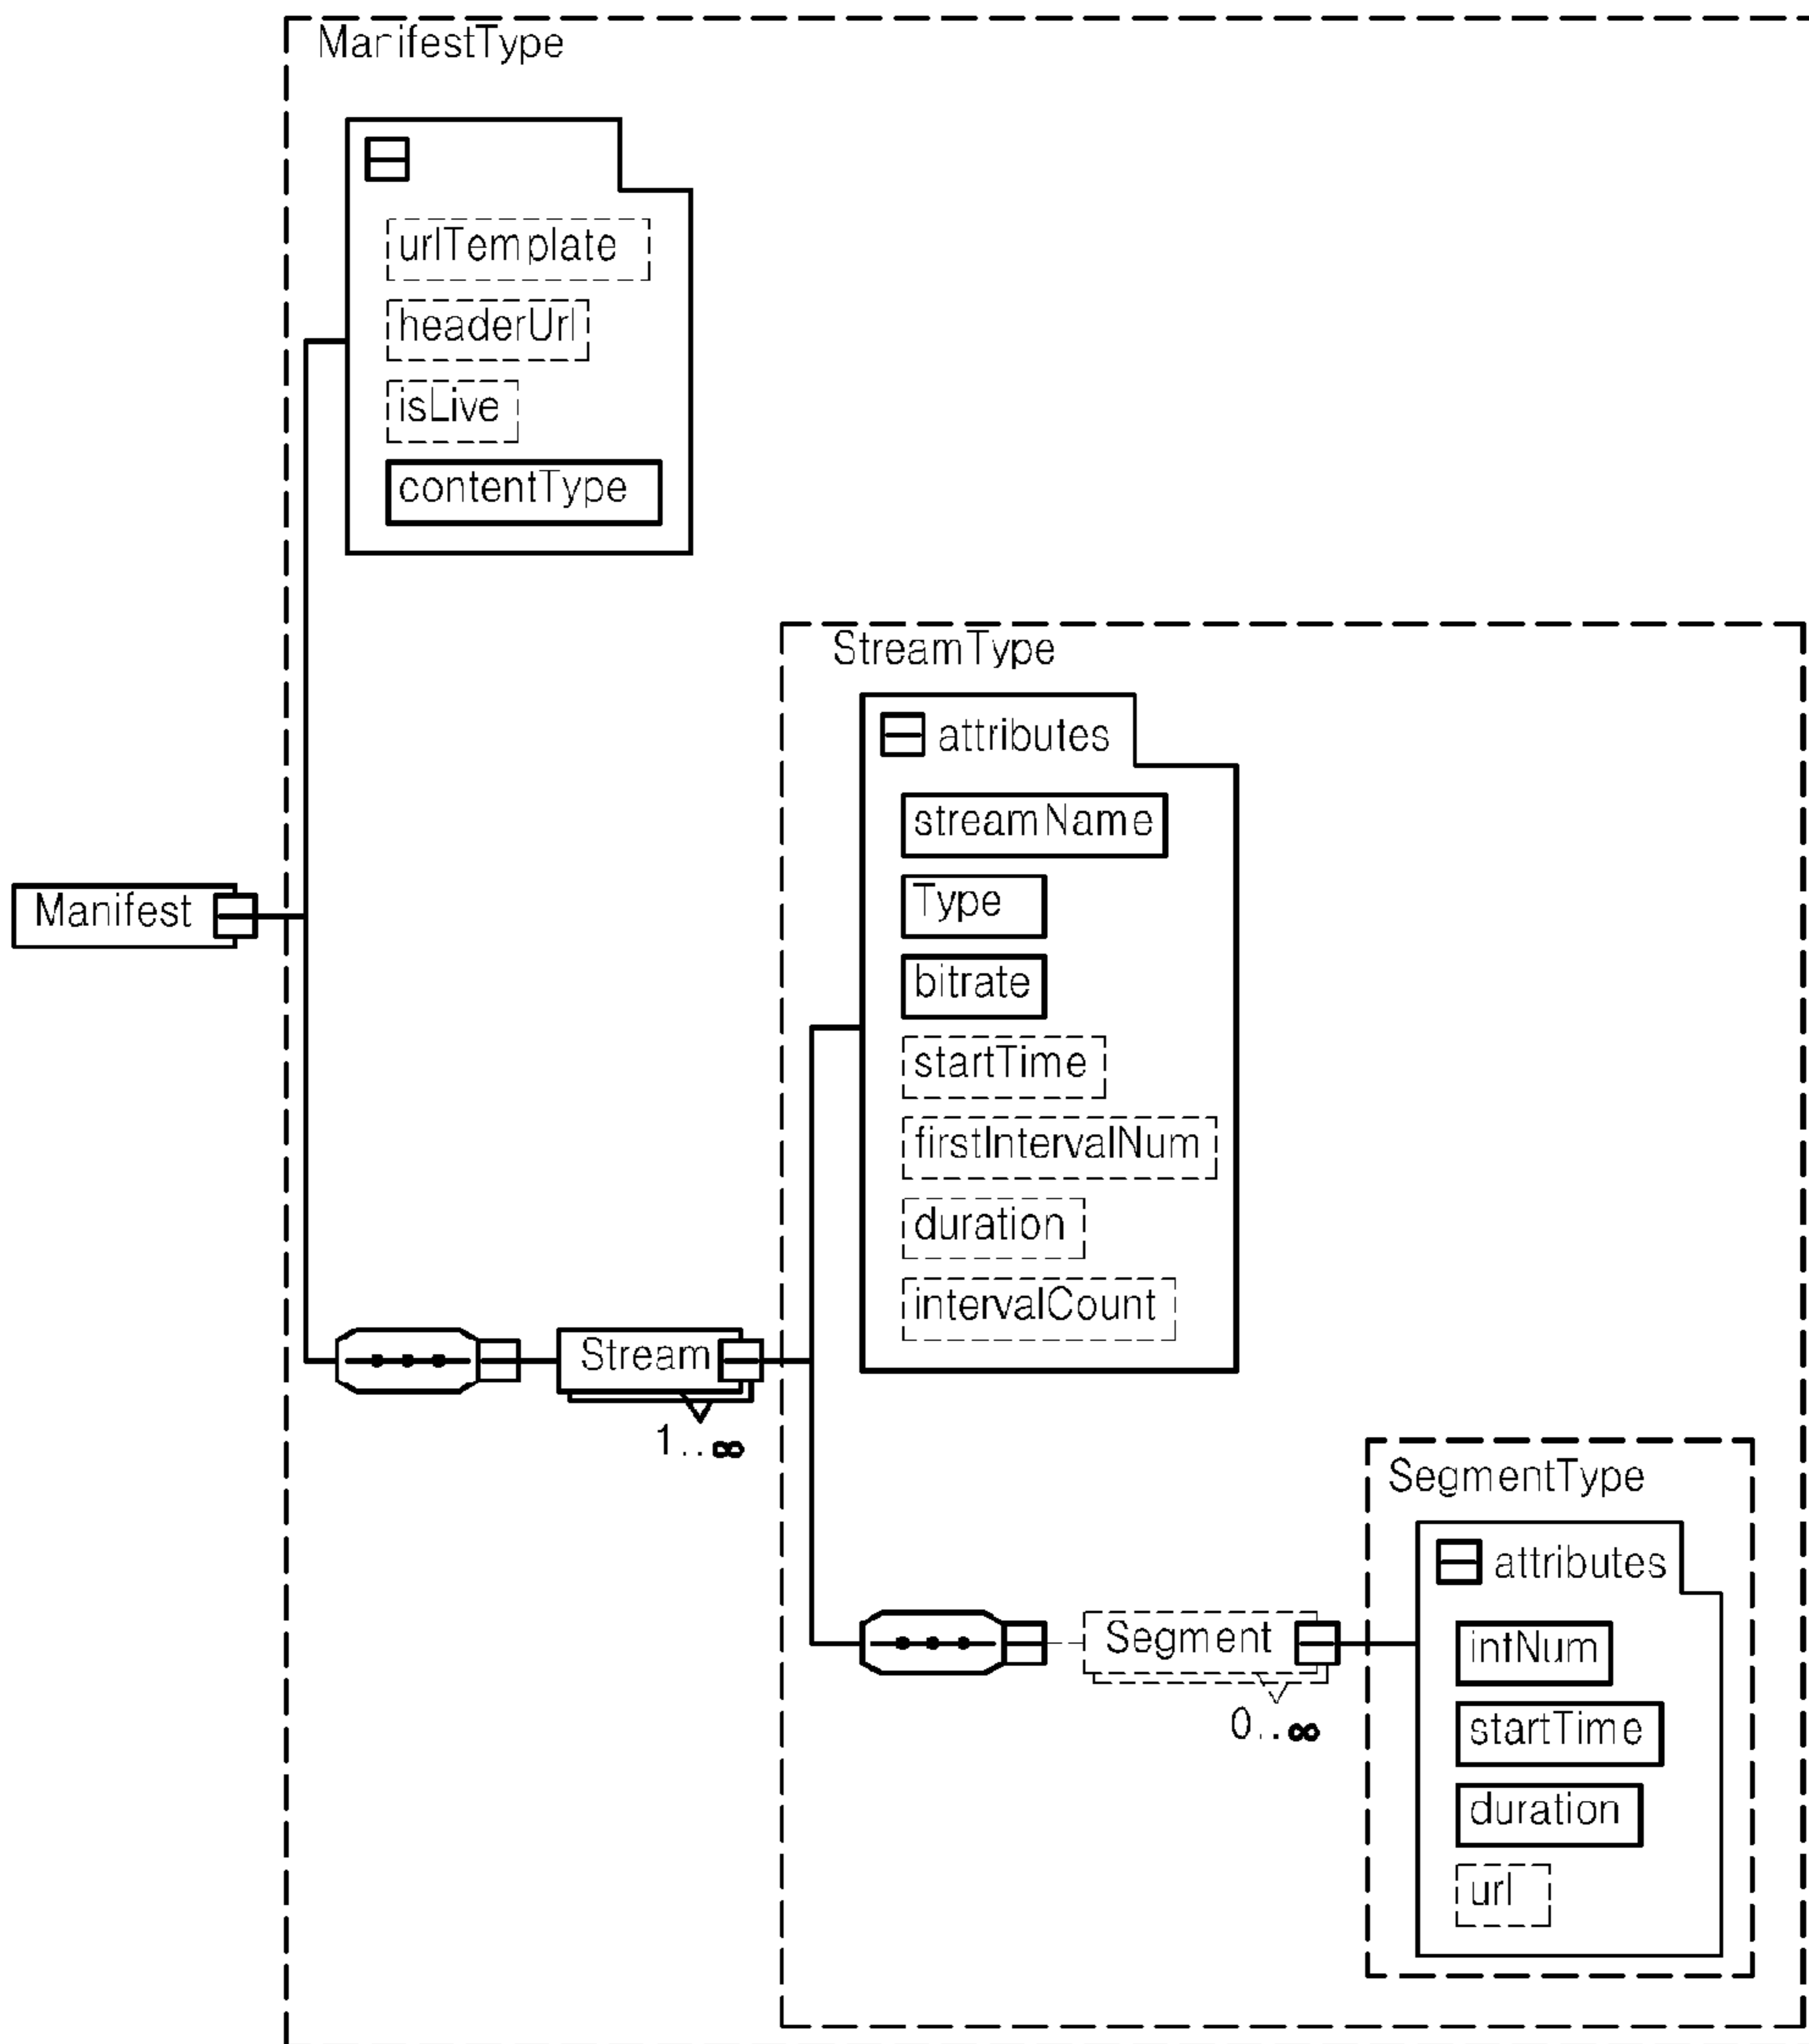 ManifestType
urlTemplate
headerUrl
isLive
contentType
StreamType
attributes
streamName
Type
bitrate
startTime
firstIntervalNum
duration
intervalCount
Manifest
Stream
1..∞
SegmentType
attributes
intNum
startTime
duration
url
Segment
0..∞